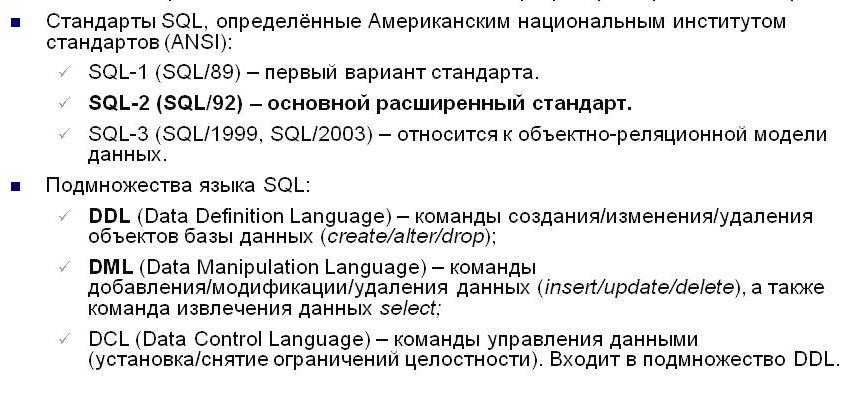 Стандарты SQL, определённые Американским национальным институтом
стандартов (ANSI):
SQL-1 (SQL/89) – первый вариант стандарта.
SQL-2 (SQL/92) – основной расширенный стандарт.
SQL-3 (SQL/1999, SQL/2003) – относится к объектно-реляционной модели
данных.
Подмножества языка SQL:
DDL (Data Definition Language) – команды создания/изменения/удаления
объектов базы данных (create/alter/drop);
DML (Data Manipulation Language) – команды
добавления/модификации/удаления данных (insert/update/delete), а также
команда извлечения данных select;
DCL (Data Control Language) – команды управления данными
(установка/снятие ограничений целостности). Входит в подмножество DDL.